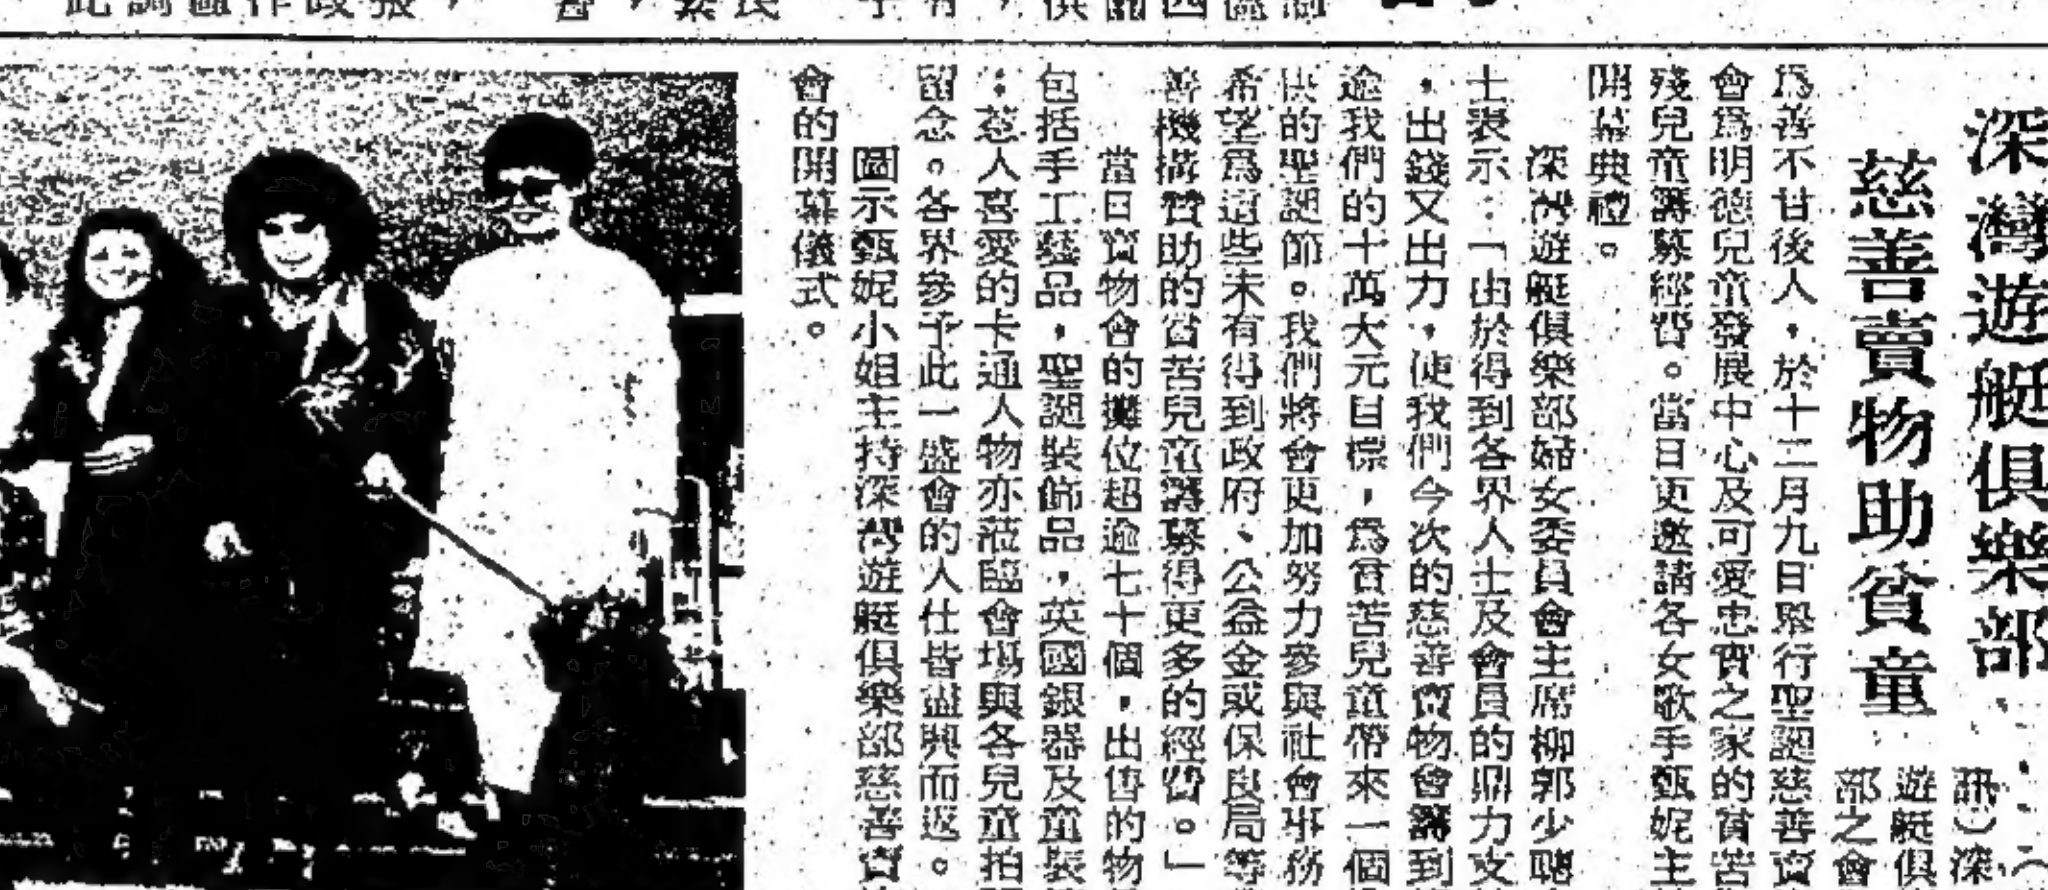 深灣遊艇俱樂部
慈善賣物助貧童
訊）深
遊艇俱
部之會
為善不甘後人，於十二月九日舉行聖誕慈善賣
會為明德兒童發展中心及可愛忠實之家的貧苦
殘兒童籌募經費。當日更邀請各女歌手甄妮主
開幕典禮。
深灣遊艇俱樂部婦女委員會主席柳郭少聰
士表示：「由於得到各界人士及會員的鼎力支
，出錢又出力，使我們今次的慈善賣物會籌到
逾我們的十萬大元目標，為貧苦兒童帶來一個
供的聖誕節。我們將會更加努力參與社會事務
希望為這些未有得到政府、公益金或保良局等
善機構贊助的貧苦兒童籌募得更多的經費。」
當日賣物會的攤位超逾七十個，出售的物
包括手工藝品，聖誕裝飾品，英國銀器及童裝
：惹人喜愛的卡通人物亦蒞臨會場與各兒童拍
留念。各界參予此一盛會的人仕皆盡興而返。
圖示甄妮小姐主持深灣遊艇俱樂部慈善賣
會的開幕儀式。